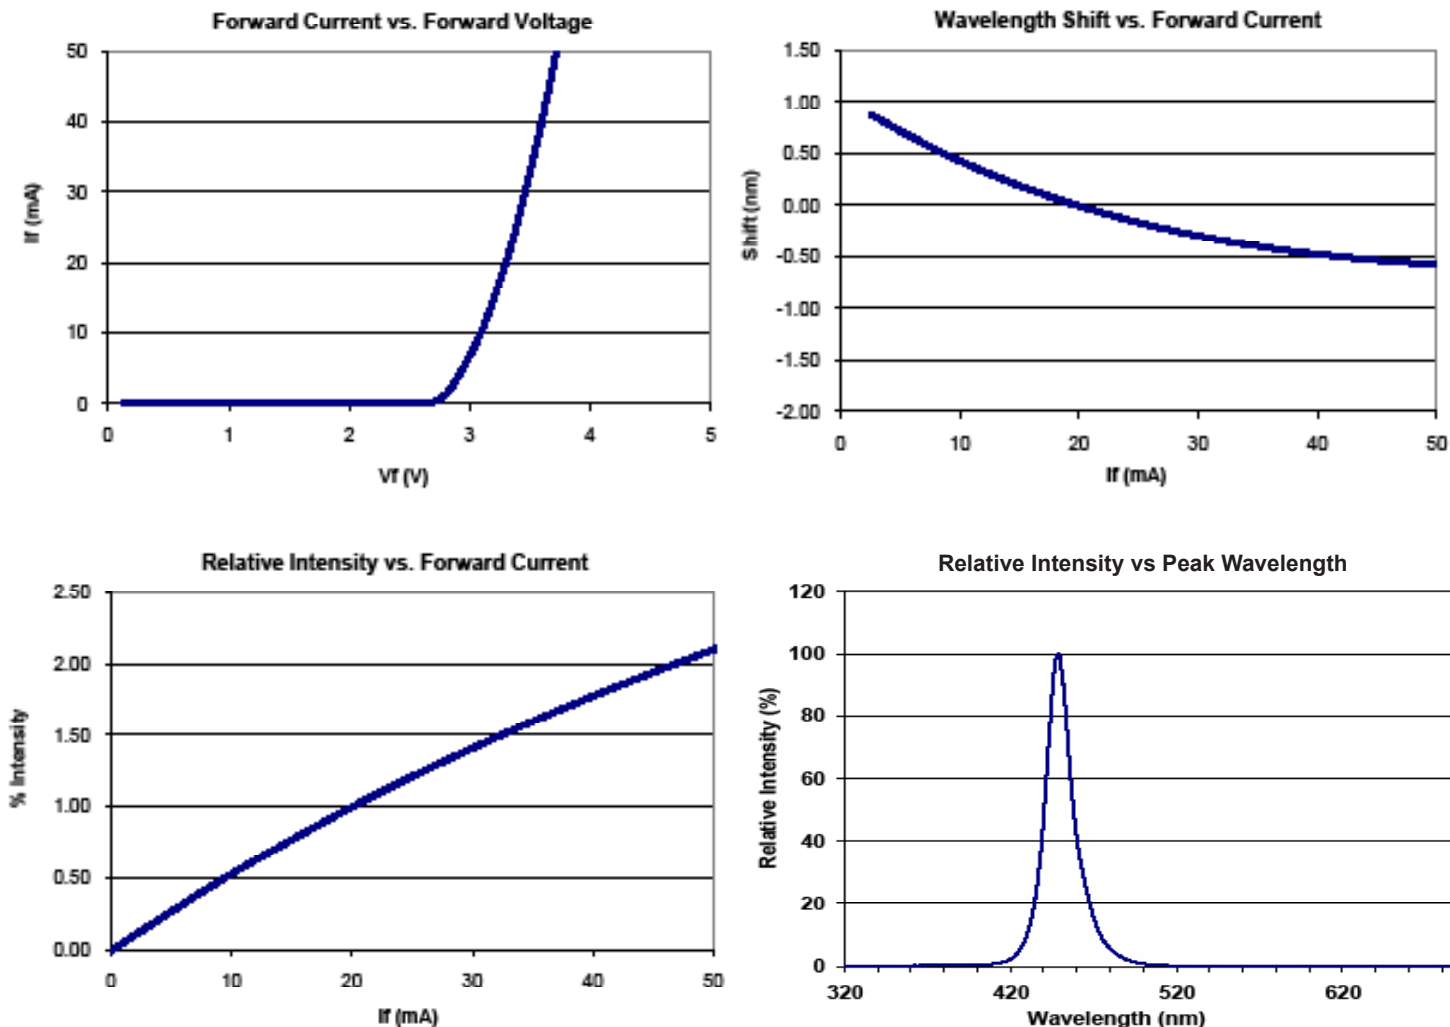 Forward Current vs. Forward Voltage
50
40
30
20
10
0
If (mA)
0 1 2 3 4 5
Vf (V)
Wavelength Shift vs. Forward Current
1.50
1.00
0.50
0.00
-0.50
-1.00
-1.50
-2.00
Shift (nm)
0 10 20 30 40 50
If (mA)
Relative Intensity vs. Forward Current
2.50
2.00
1.50
1.00
0.50
0.00
% Intensity
0 10 20 30 40 50
If (mA)
Relative Intensity vs Peak Wavelength
120
100
80
60
40
20
0
Relative Intensity (%)
320 420 520 620
Wavelength (nm)